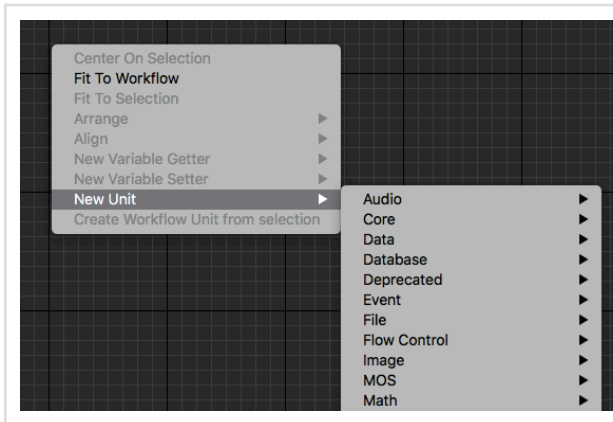 Center On Selection
Fit To Workflow
Fit To Selection
Arrange
Align
New Variable Getter
New Variable Setter
New Unit
Create Workflow Unit from selection
Audio
Core
Data
Database
Deprecated
Event
File
Flow Control
Image
MOS
Math